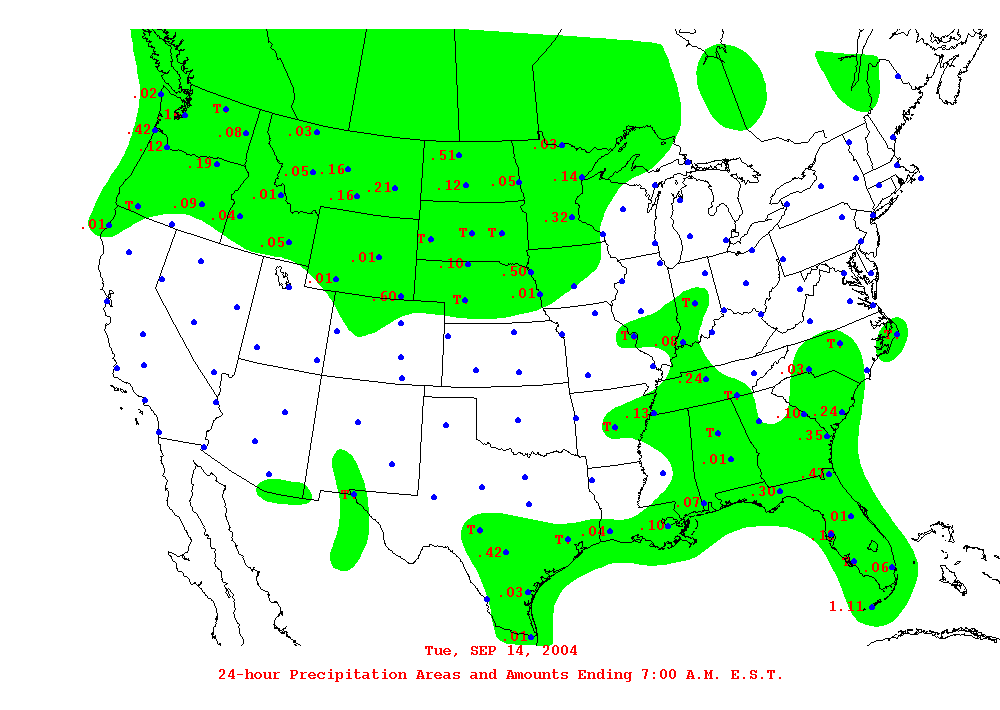 .02
T
.42
.08
.03
.12
.51
.03
.19
.05
.16
.14
.12
.05
.21
.01
.16
T
.09
.04
.32
.01
T
T
T
.05
.01
.10
.50
.01
.60
.01
T
T
T
.08
T
.03
.24
T
.13
.10
.24
T
T
.35
.01
T
.30
.07
.01
.10
T
.04
T
.42
.06
.03
1.11
.01
Tue, SEP 14, 2004
24-hour Precipitation Areas and Amounts Ending 7:00 A.M. E.S.T.